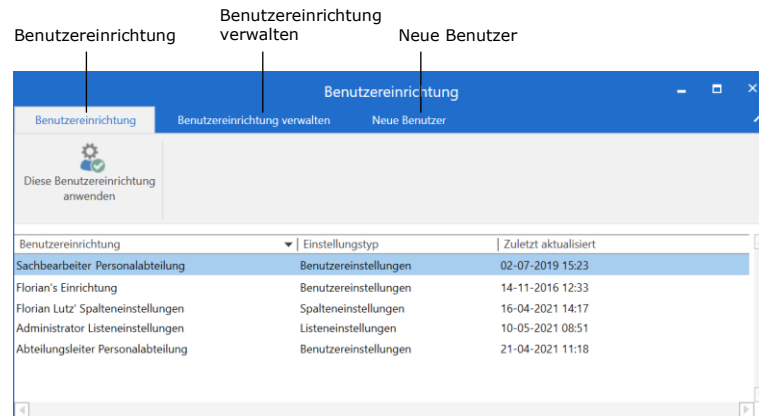 Benutzereinrichtung
Benutzereinrichtung
verwalten
Neue Benutzer
Benutzereinrichtung
Benutzereinrichtung Benutzereinrichtung verwalten Neue Benutzer
Diese Benutzereinrichtung
anwenden
Benutzereinrichtung Einstellungstyp Zuletzt aktualisiert
Sachbearbeiter Personalabteilung Benutzereinstellungen 02-07-2019 15:23
Florian's Einrichtung Benutzereinstellungen 14-11-2016 12:33
Florian Lutz' Spalteneinstellungen Spalteneinstellungen 16-04-2021 14:17
Administrator Listeneinstellungen Listeneinstellungen 10-05-2021 08:51
Abteilungsleiter Personalabteilung Benutzereinstellungen 21-04-2021 11:18